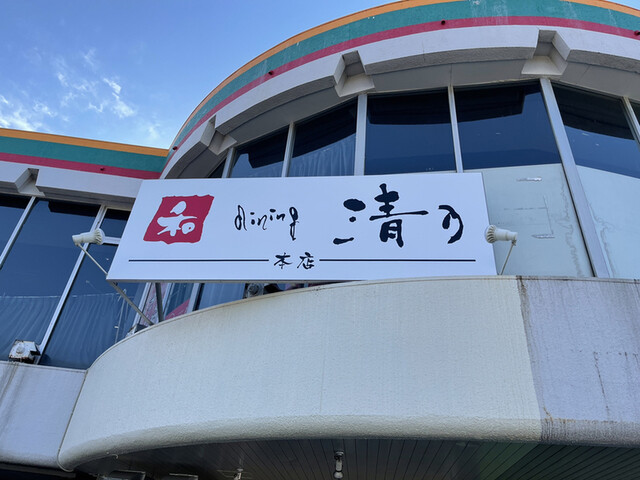 和 dining 清乃
本店